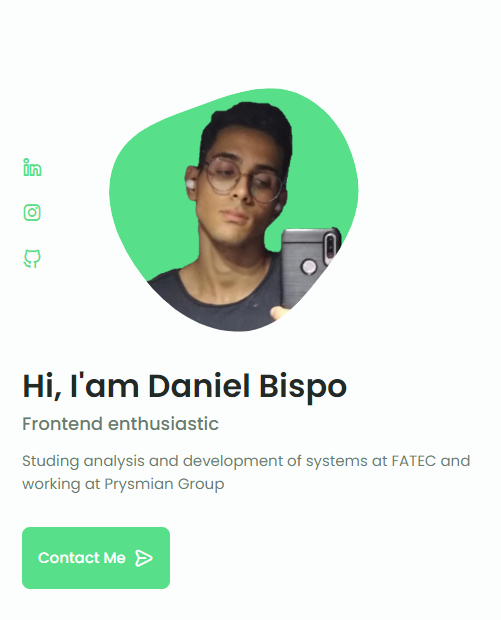 Hi, I'am Daniel Bispo
Frontend enthusiastic
Studing analysis and development of systems at FATEC and
working at Prysmian Group
Contact Me